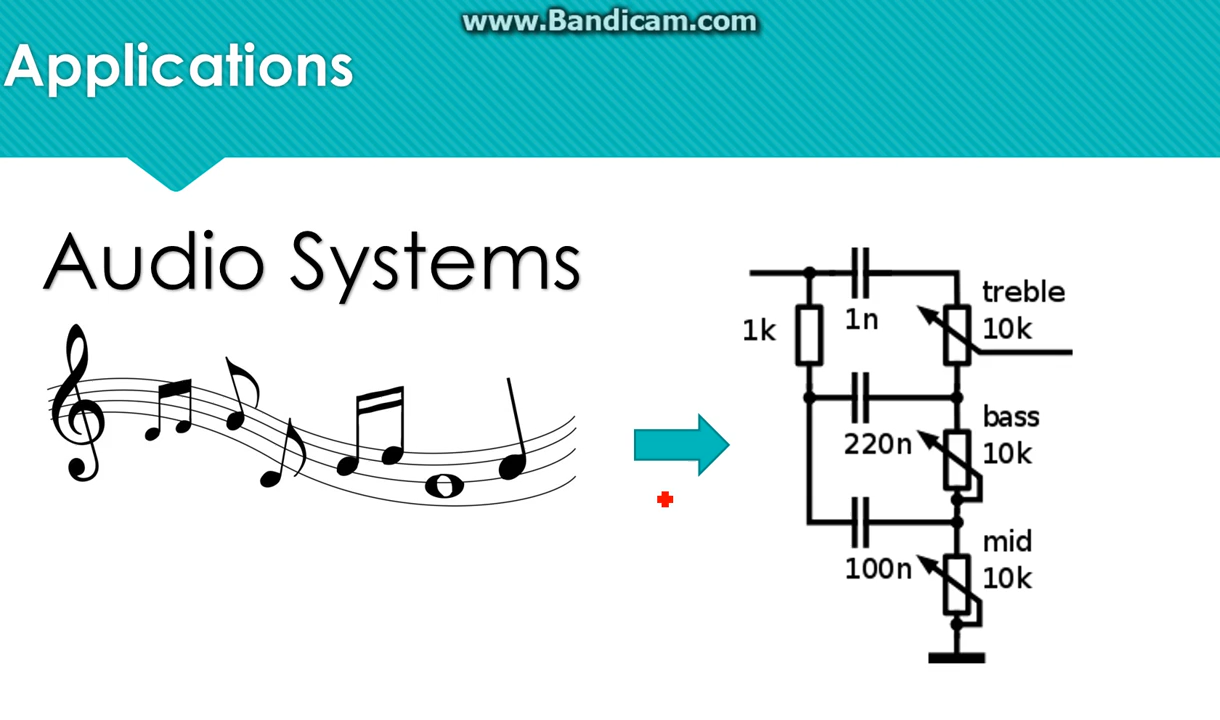 www.Bandicam.com
Applications
Audio Systems
treble
1k
1n
10k
bass
220n
10k
mid
100n
10k